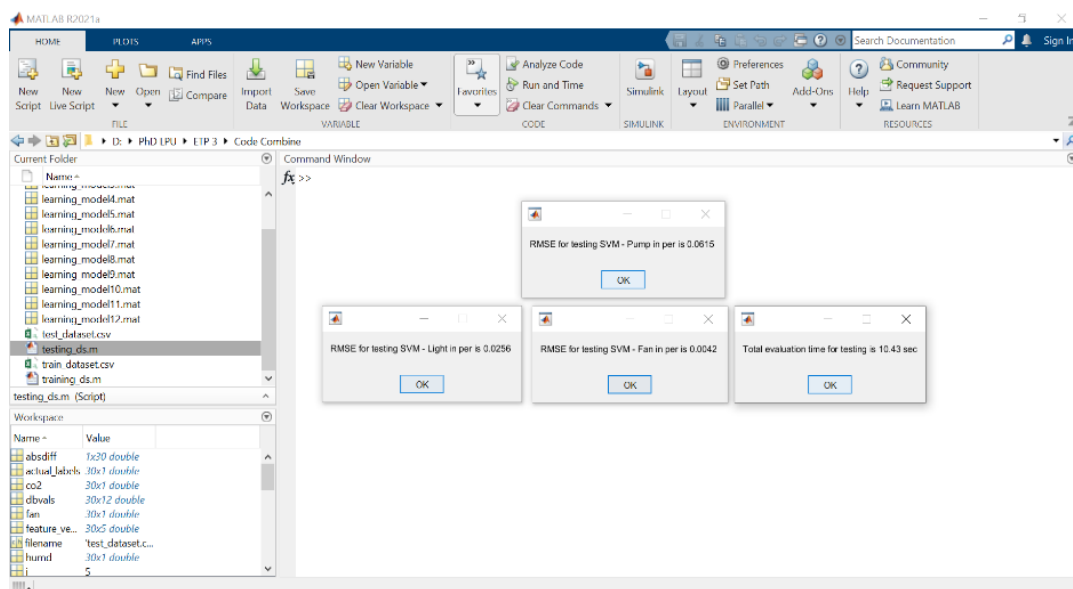 MATLAB R2021a
HOME PLOTS APPS
Search Documentation Sign In
New Script
New Live Script
New
Open
Find Files
Compare
Import Data
Save Workspace
New Variable
Open Variable
Clear Workspace
Favorites
Analyze Code
Run and Time
Clear Commands
Simulink
Layout
Preferences
Set Path
Parallel
Add-Ons
Help
Community
Request Support
Learn MATLAB
FILE VARIABLE CODE SIMULINK ENVIRONMENT RESOURCES
D: PhD LPU ETP 3 Code Combine
Current Folder
Name
learning_model4.mat
learning_model5.mat
learning_model6.mat
learning_model7.mat
learning_model8.mat
learning_model9.mat
learning_model10.mat
learning_model11.mat
learning_model12.mat
test_dataset.csv
testing_ds.m
train_dataset.csv
training_ds.m
testing_ds.m (Script)
Workspace
Name Value
absdiff 1x30 double
actual_labels 30x1 double
co2 30x1 double
dbvals 30x12 double
fan 30x1 double
feature_ve... 30x5 double
filename 'test_dataset.c...
humd 30x1 double
i 5
Command Window
fx >>
RMSE for testing SVM - Pump in per is 0.0615
OK
RMSE for testing SVM - Light in per is 0.0256
OK
RMSE for testing SVM - Fan in per is 0.0042
OK
Total evaluation time for testing is 10.43 sec
OK